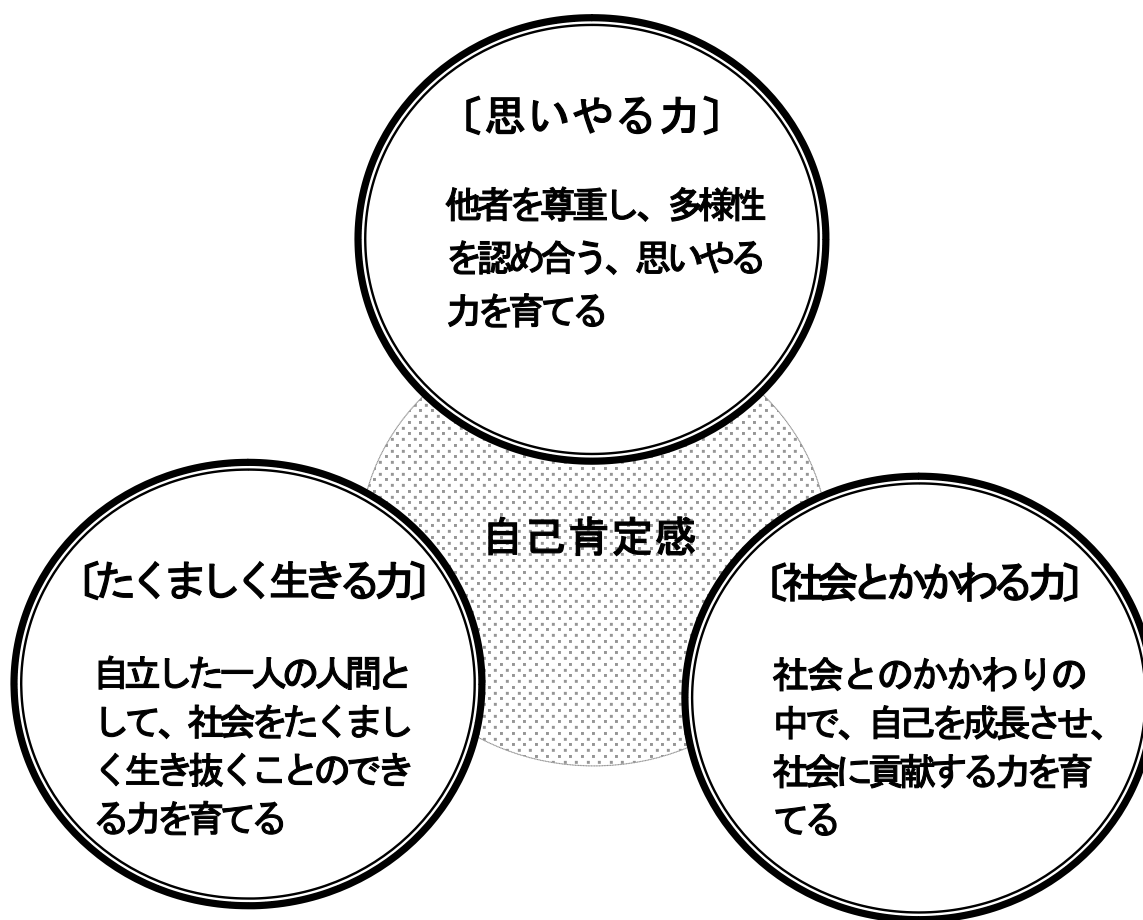 〔思いやる力〕
他者を尊重し、多様性
を認め合う、思いやる
力を育てる
自己肯定感
〔たくましく生きる力〕
自立した一人の人間と
して、社会をたくまし
く生き抜くことのでき
る力を育てる
〔社会とかかわる力〕
社会とのかかわりの
中で、自己を成長させ、
社会に貢献する力を育
てる